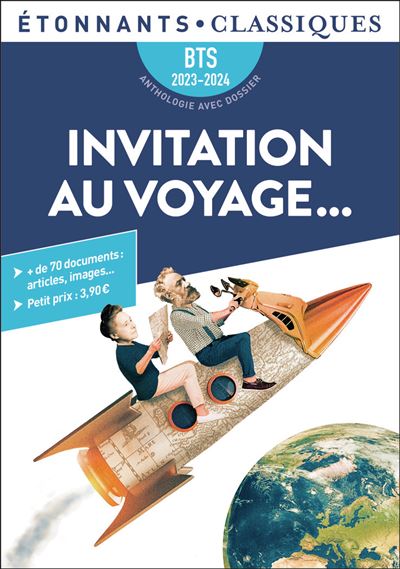 ÉTONNANTS • CLASSIQUES
BTS
2023-2024
ANTHOLOGIE AVEC DOSSIER
INVITATION
AU VOYAGE...
+ de 70 documents :
articles, images...
Petit prix : 3,90 €